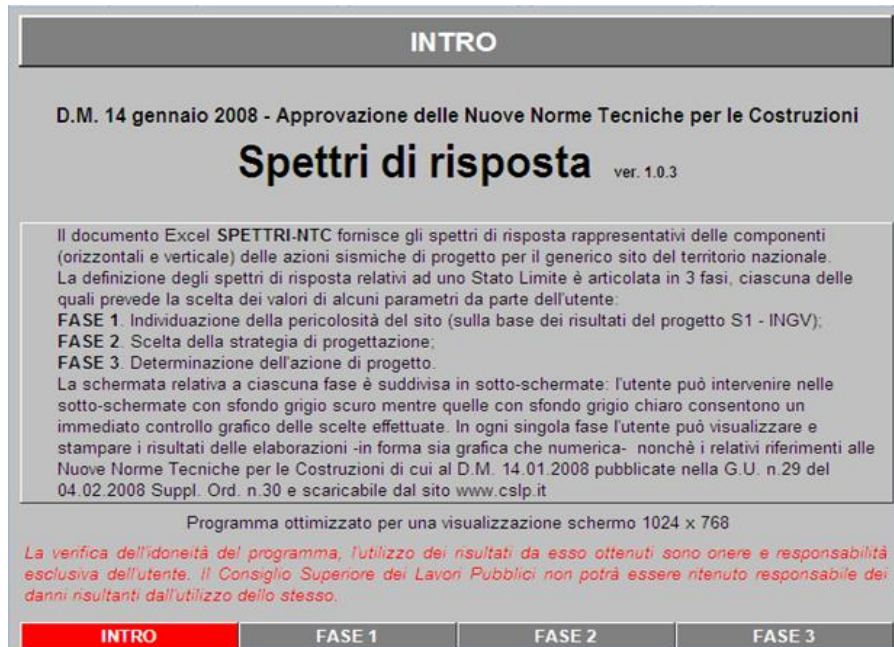 INTRO
D.M. 14 gennaio 2008 - Approvazione delle Nuove Norme Tecniche per le Costruzioni
Spettri di risposta ver. 1.0.3
Il documento Excel SPETTRI-NTC fornisce gli spettri di risposta rappresentativi delle componenti
(orizzontali e verticale) delle azioni sismiche di progetto per il generico sito del territorio nazionale.
La definizione degli spettri di risposta relativi ad uno Stato Limite è articolata in 3 fasi, ciascuna delle
quali prevede la scelta dei valori di alcuni parametri da parte dell'utente:
FASE 1. Individuazione della pericolosità del sito (sulla base dei risultati del progetto S1 - INGV);
FASE 2. Scelta della strategia di progettazione;
FASE 3. Determinazione dell'azione di progetto.
La schermata relativa a ciascuna fase è suddivisa in sotto-schermate: l'utente può intervenire nelle
sotto-schermate con sfondo grigio scuro mentre quelle con sfondo grigio chiaro consentono un
immediato controllo grafico delle scelte effettuate. In ogni singola fase l'utente può visualizzare e
stampare i risultati delle elaborazioni -in forma sia grafica che numerica- nonchè i relativi riferimenti alle
Nuove Norme Tecniche per le Costruzioni di cui al D.M. 14.01.2008 pubblicate nella G.U. n.29 del
04.02.2008 Suppl. Ord. n.30 e scaricabile dal sito www.cslp.it
Programma ottimizzato per una visualizzazione schermo 1024 x 768
La verifica dell'idoneità del programma, l'utilizzo dei risultati da esso ottenuti sono onere e responsabilità
esclusiva dell'utente. Il Consiglio Superiore dei Lavori Pubblici non potrà essere ritenuto responsabile dei
danni risultanti dall'utilizzo dello stesso.
INTRO FASE 1 FASE 2 FASE 3